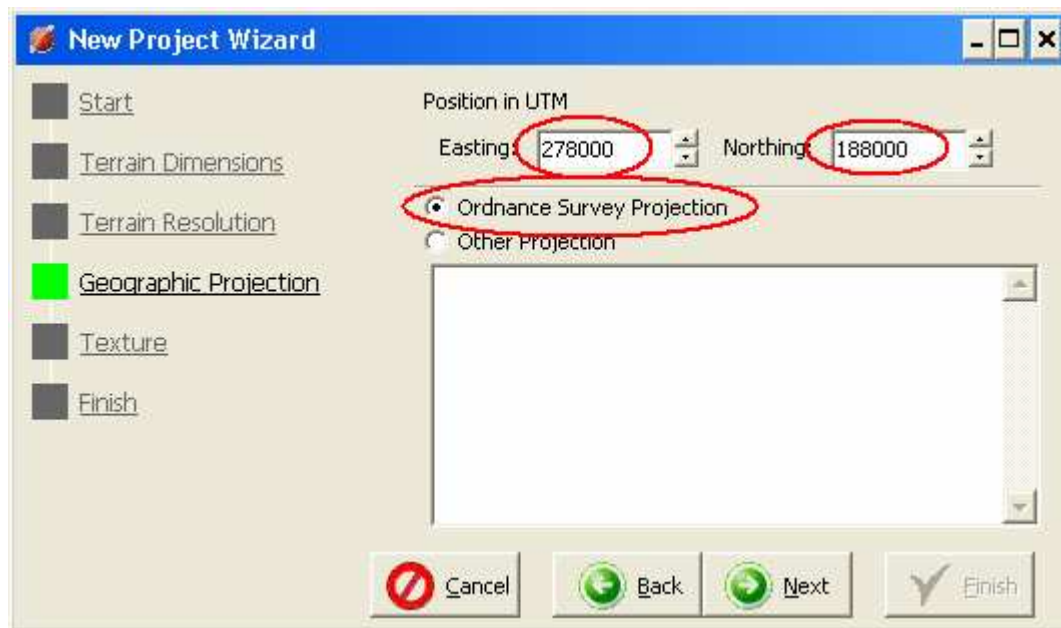 New Project Wizard
Start
Terrain Dimensions
Terrain Resolution
Geographic Projection
Texture
Finish
Position in UTM
Easting: 278000 Northing: 188000
Ordnance Survey Projection
Other Projection
Cancel Back Next Finish